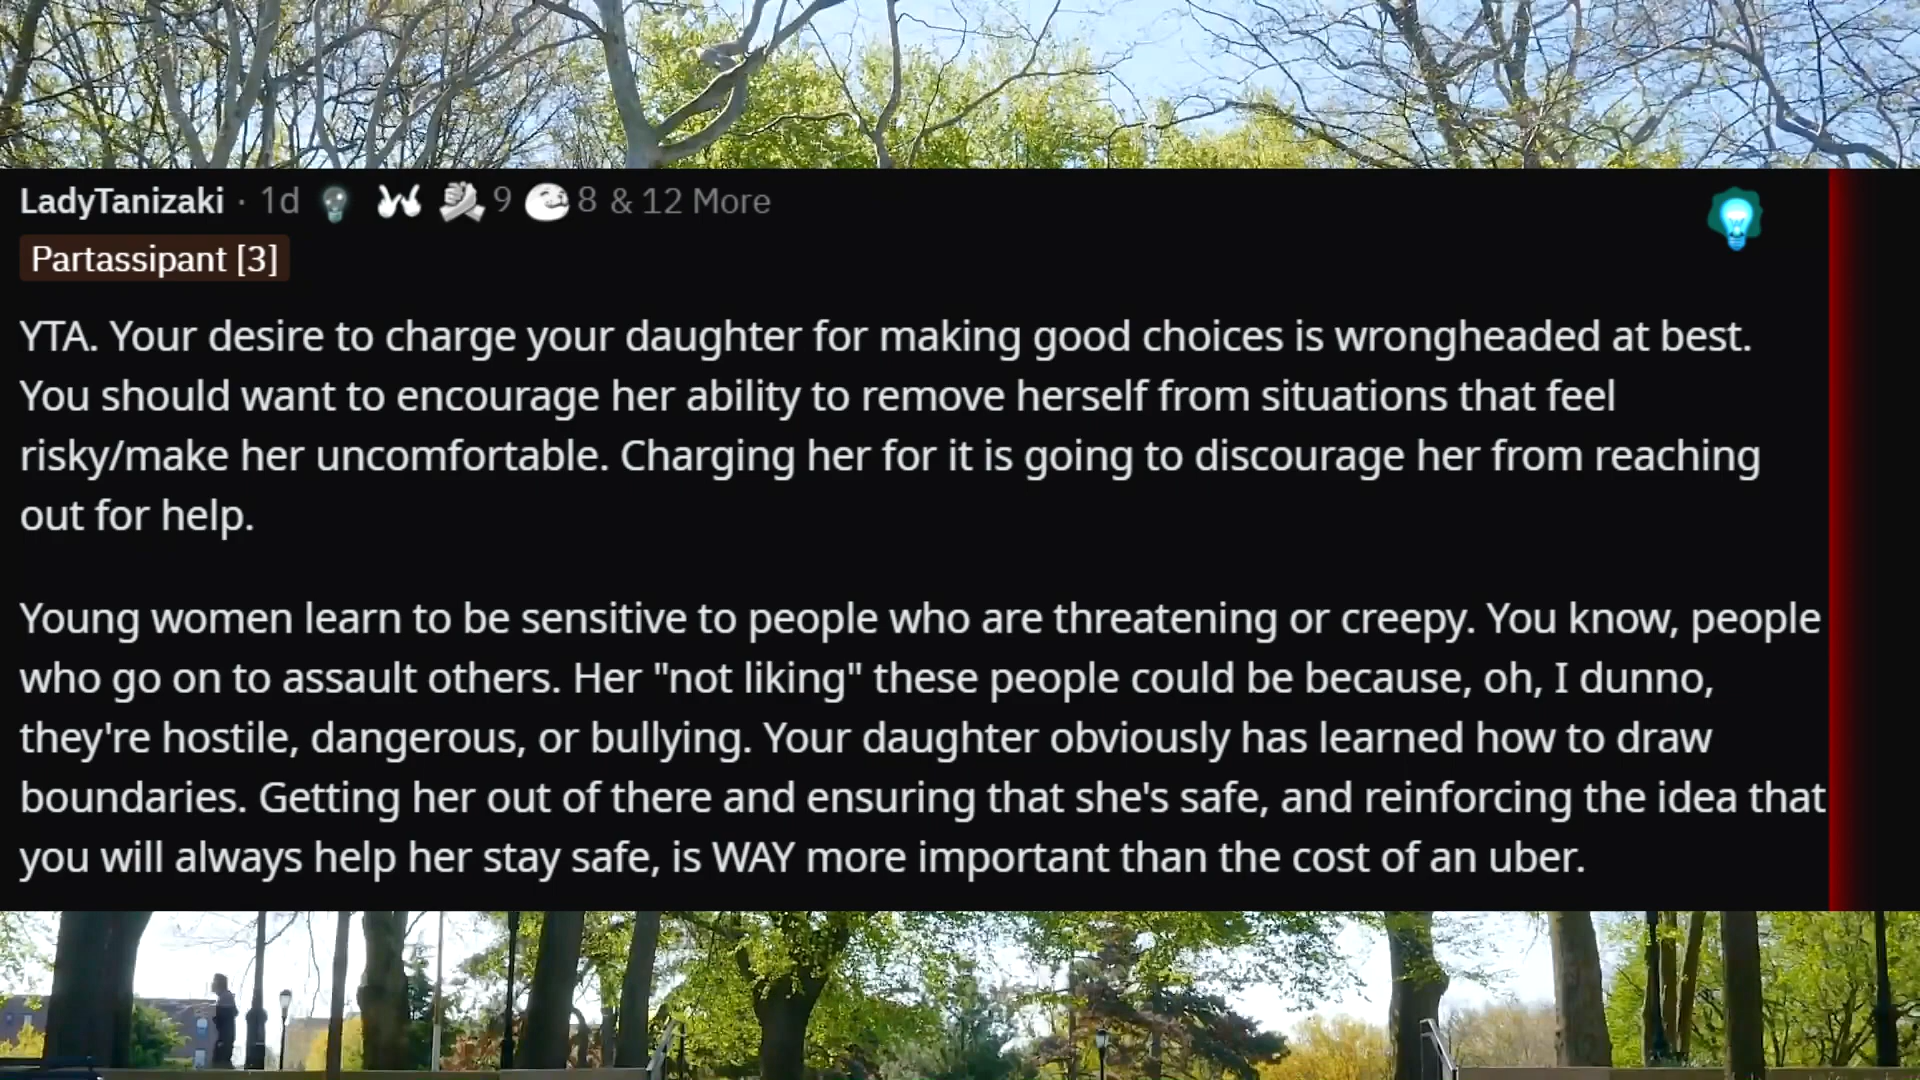 LadyTanizaki · 1d 9 8 & 12 More
Partassipant [3]
YTA. Your desire to charge your daughter for making good choices is wrongheaded at best.
You should want to encourage her ability to remove herself from situations that feel
risky/make her uncomfortable. Charging her for it is going to discourage her from reaching
out for help.
Young women learn to be sensitive to people who are threatening or creepy. You know, people
who go on to assault others. Her "not liking" these people could be because, oh, I dunno,
they're hostile, dangerous, or bullying. Your daughter obviously has learned how to draw
boundaries. Getting her out of there and ensuring that she's safe, and reinforcing the idea that
you will always help her stay safe, is WAY more important than the cost of an uber.